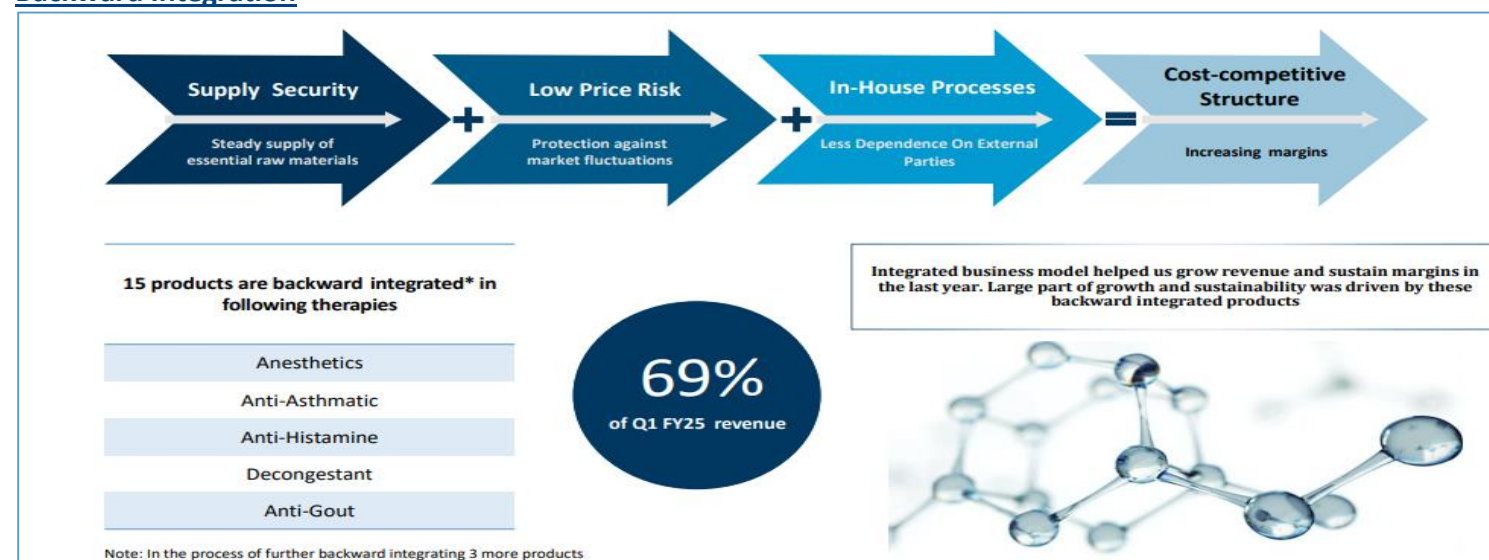 Backward Integration
Supply Security
Steady supply of
essential raw materials
+
Low Price Risk
Protection against
market fluctuations
+
In-House Processes
Less Dependence On External
Parties
=
Cost-competitive
Structure
Increasing margins
15 products are backward integrated* in
following therapies
Anesthetics
Anti-Asthmatic
Anti-Histamine
Decongestant
Anti-Gout
69%
of Q1 FY25 revenue
Integrated business model helped us grow revenue and sustain margins in
the last year. Large part of growth and sustainability was driven by these
backward integrated products
Note: In the process of further backward integrating 3 more products